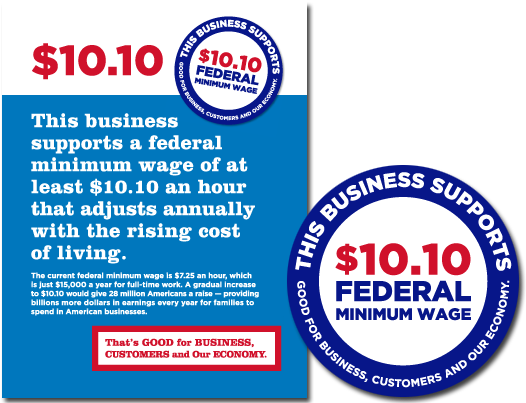 $10.10
THIS BUSINESS SUPPORTS
$10.10
FEDERAL
MINIMUM WAGE
GOOD FOR BUSINESS, CUSTOMERS AND OUR ECONOMY.
This business
supports a federal
minimum wage of at
least $10.10 an hour
that adjusts annually
with the rising cost
of living.
The current federal minimum wage is $7.25 an hour, which
is just $15,000 a year for full-time work. A gradual increase
to $10.10 would give 28 million Americans a raise — providing
billions more dollars in earnings every year for families to
spend in American businesses.
That's GOOD for BUSINESS,
CUSTOMERS and Our ECONOMY.
THIS BUSINESS SUPPORTS
$10.10
FEDERAL
MINIMUM WAGE
GOOD FOR BUSINESS, CUSTOMERS AND OUR ECONOMY.